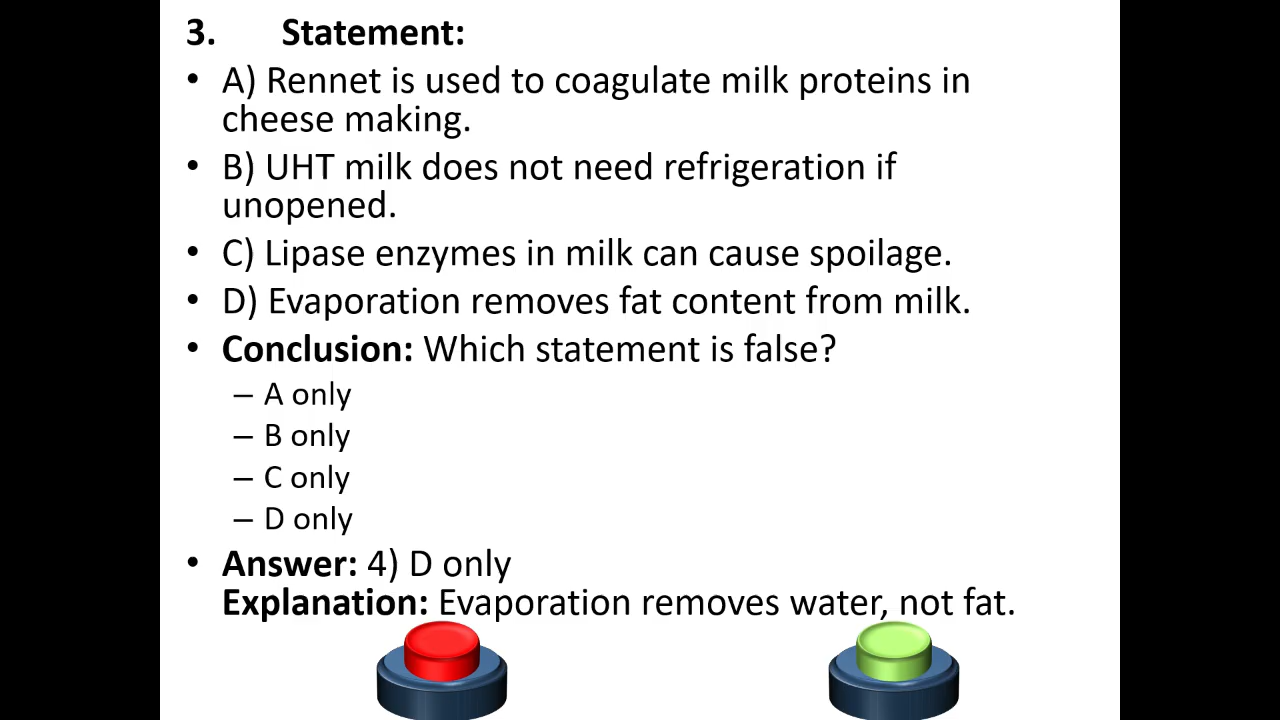 3. Statement:
• A) Rennet is used to coagulate milk proteins in
cheese making.
• B) UHT milk does not need refrigeration if
unopened.
• C) Lipase enzymes in milk can cause spoilage.
• D) Evaporation removes fat content from milk.
• Conclusion: Which statement is false?
– A only
– B only
– C only
– D only
• Answer: 4) D only
Explanation: Evaporation removes water, not fat.